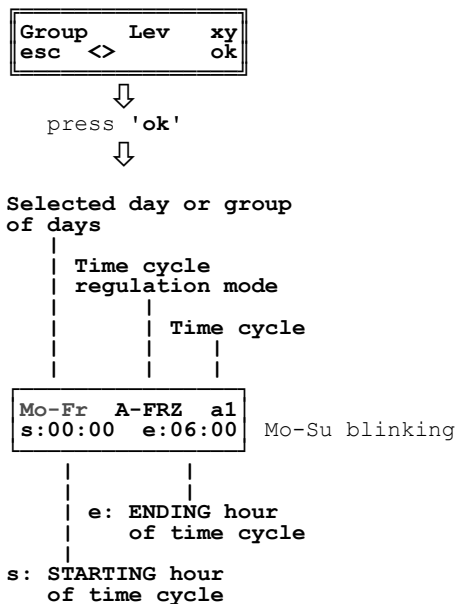 Group Lev xy
esc <> ok
press 'ok'
Selected day or group
of days
Time cycle
regulation mode
Time cycle
Mo-Fr A-FRZ a1
s:00:00 e:06:00 Mo-Su blinking
e: ENDING hour
of time cycle
s: STARTING hour
of time cycle